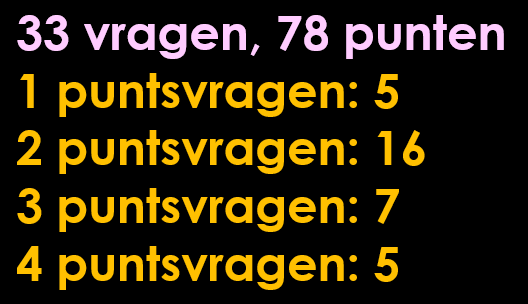 33 vragen, 78 punten
1 puntsvragen: 5
2 puntsvragen: 16
3 puntsvragen: 7
4 puntsvragen: 5